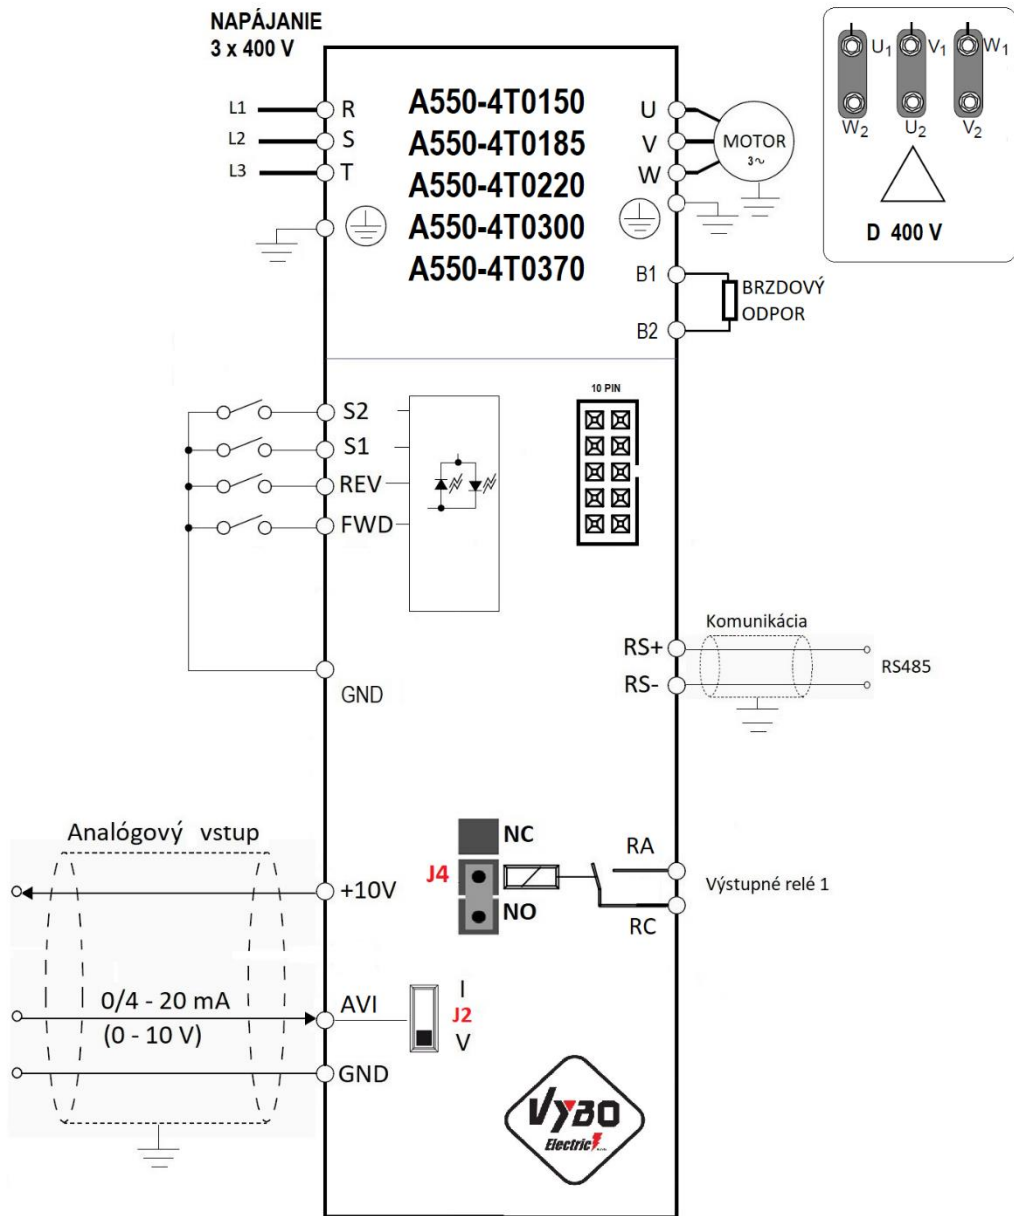 NAPÁJANIE
3 x 400 V
L1
R
L2
S
L3
T
A550-4T0150
A550-4T0185
A550-4T0220
A550-4T0300
A550-4T0370
U
V
W
MOTOR
3~
U1
V1
W1
W2
U2
V2
D 400 V
B1
B2
BRZDOVÝ
ODPOR
S2
S1
REV
FWD
GND
10 PIN
Komunikácia
RS+
RS-
RS485
Analógový vstup
+10V
0/4 - 20 mA
(0 - 10 V)
AVI
GND
NC
J4
NO
RA
RC
Výstupné relé 1
I
J2
V
VYBO
Electric